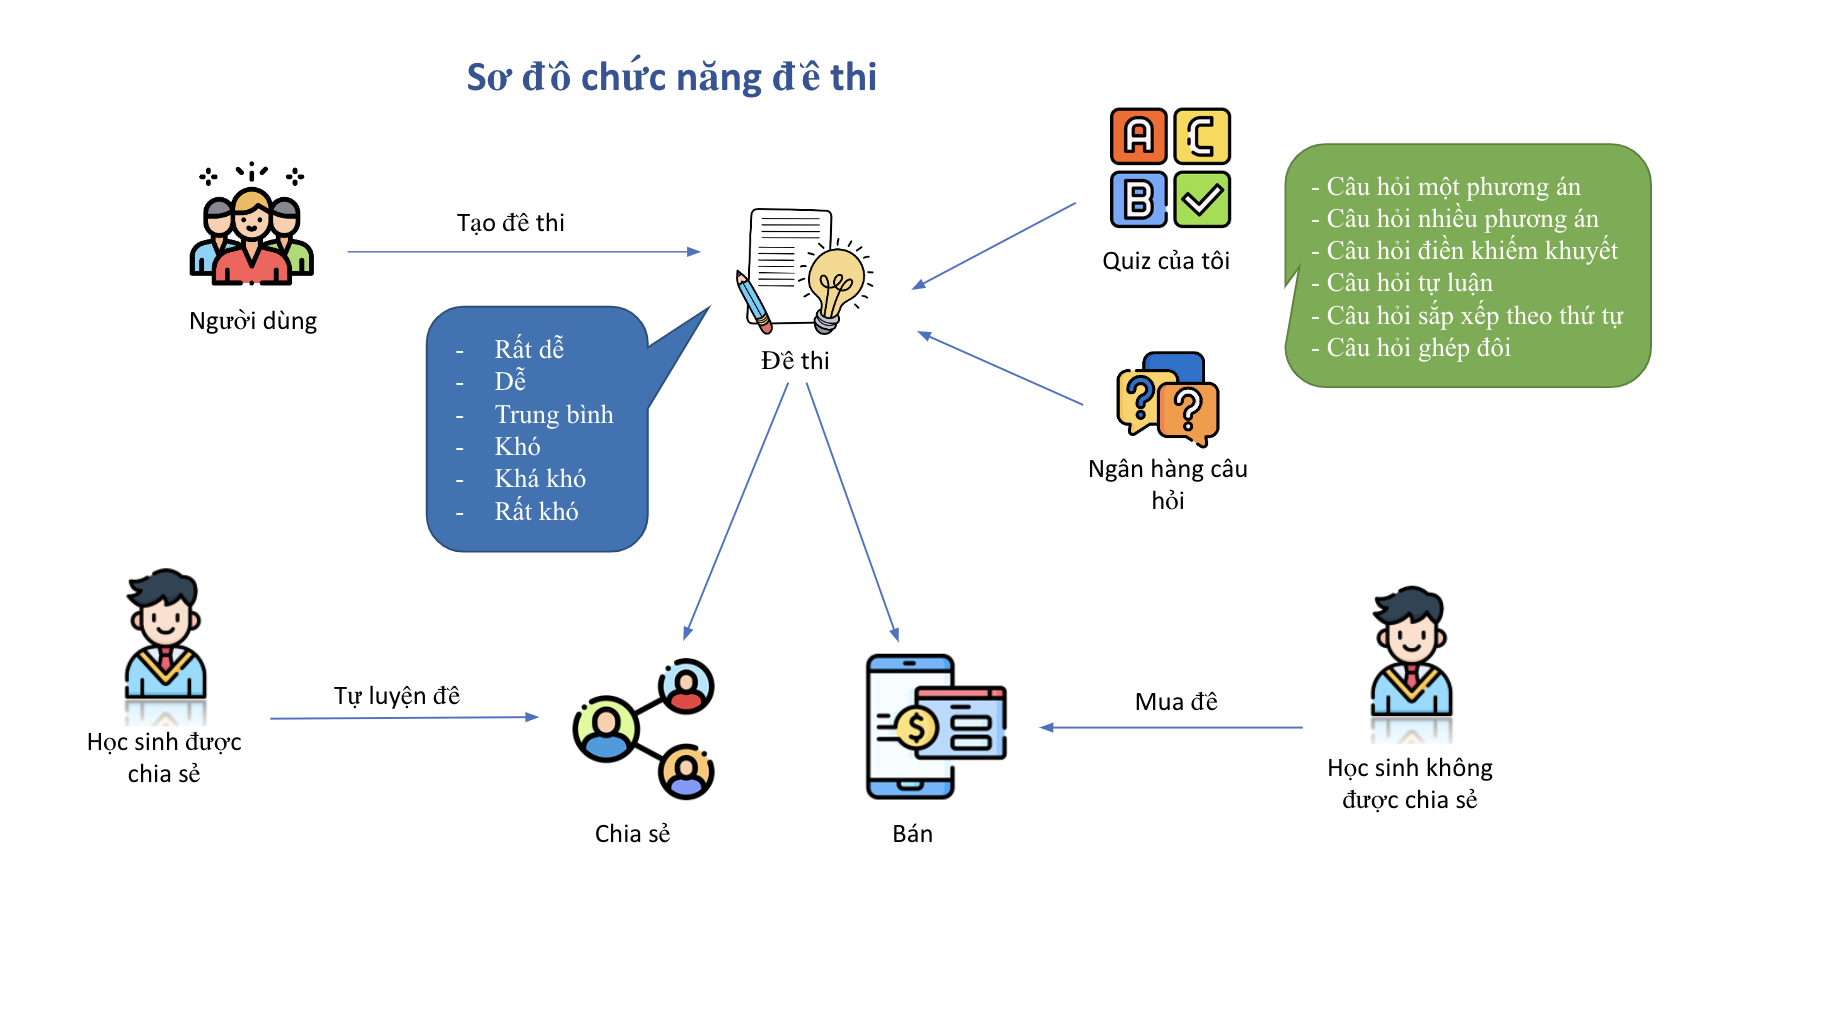 Sơ đồ chức năng đề thi
Tạo đề thi
Người dùng
Đề thi
- Rất dễ
- Dễ
- Trung bình
- Khó
- Khá khó
- Rất khó
A C
B
Quiz của tôi
- Câu hỏi một phương án
- Câu hỏi nhiều phương án
- Câu hỏi điền khiếm khuyết
- Câu hỏi tự luận
- Câu hỏi sắp xếp theo thứ tự
- Câu hỏi ghép đôi
? ?
Ngân hàng câu
hỏi
Học sinh được
chia sẻ
Tự luyện đề
Chia sẻ
$
Bán
Mua đề
Học sinh không
được chia sẻ